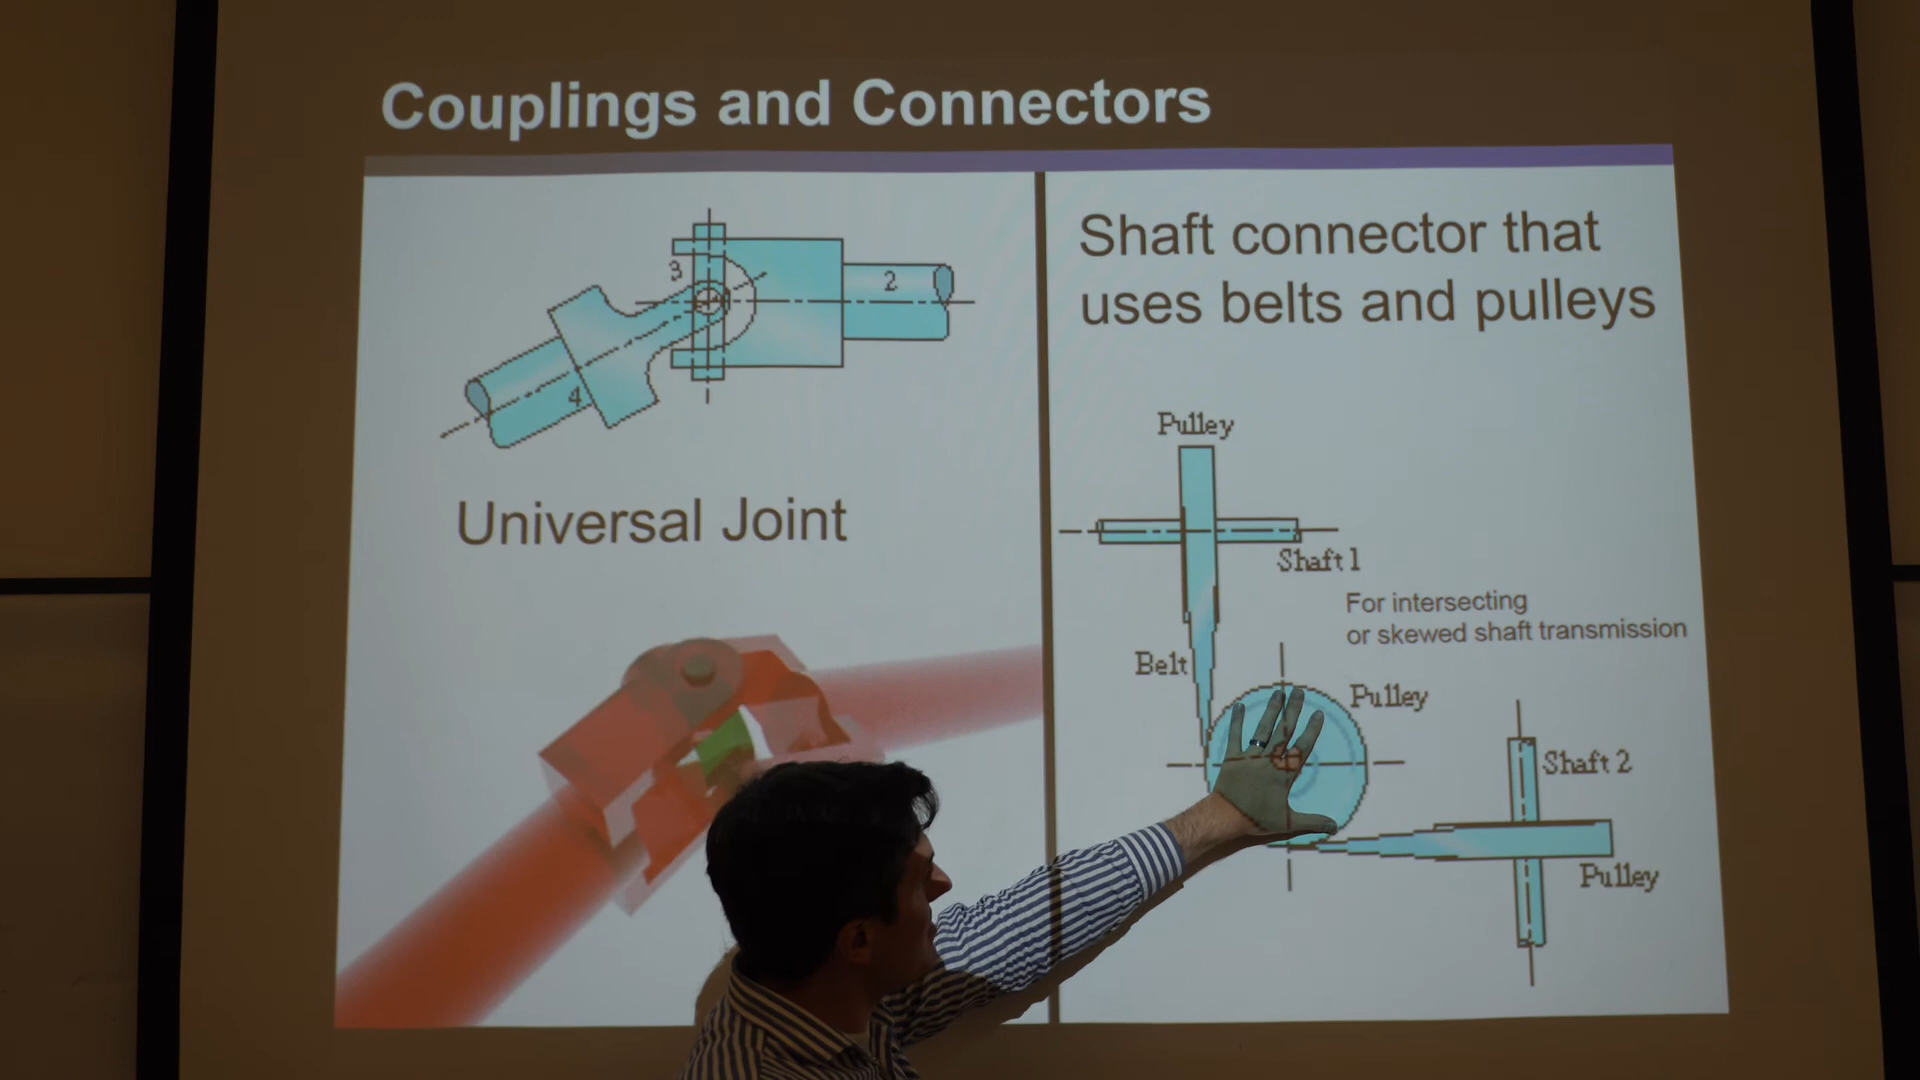 Couplings and Connectors
3
2
4
Universal Joint
Shaft connector that
uses belts and pulleys
Pulley
Shaft 1
For intersecting
or skewed shaft transmission
Belt
Pulley
Shaft 2
Pulley